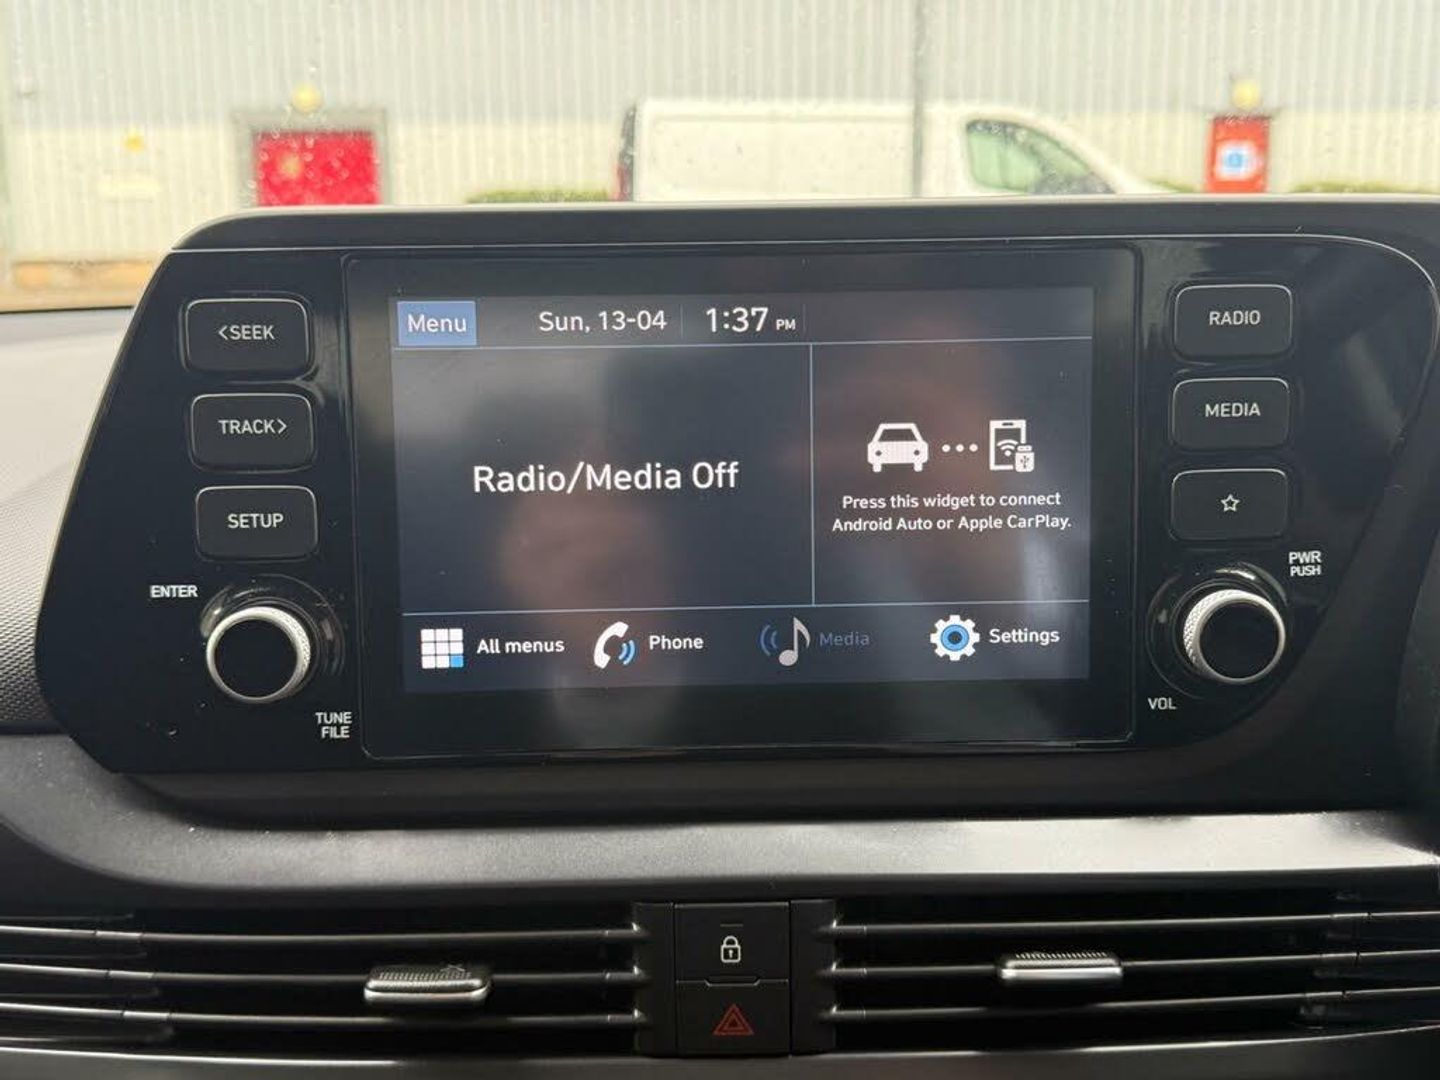 <SEEK
TRACK>
SETUP
ENTER
TUNE
FILE
Menu
Sun, 13-04
1:37 PM
Radio/Media Off
Press this widget to connect
Android Auto or Apple CarPlay.
All menus
Phone
Media
Settings
RADIO
MEDIA
PWR
PUSH
VOL